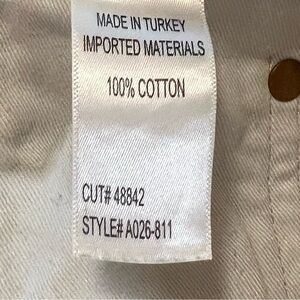 MADE IN TURKEY
IMPORTED MATERIALS
100% COTTON
CUT# 48842
STYLE# A026-811